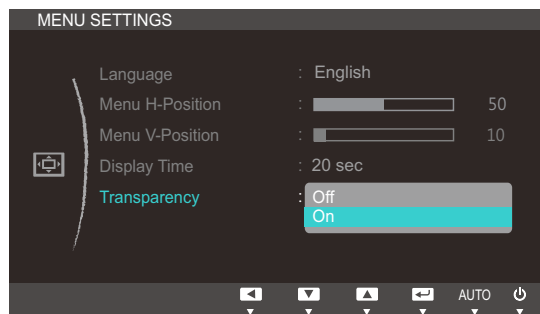 MENU SETTINGS
Language : English
Menu H-Position : 50
Menu V-Position : 10
Display Time : 20 sec
Transparency : Off
On
AUTO